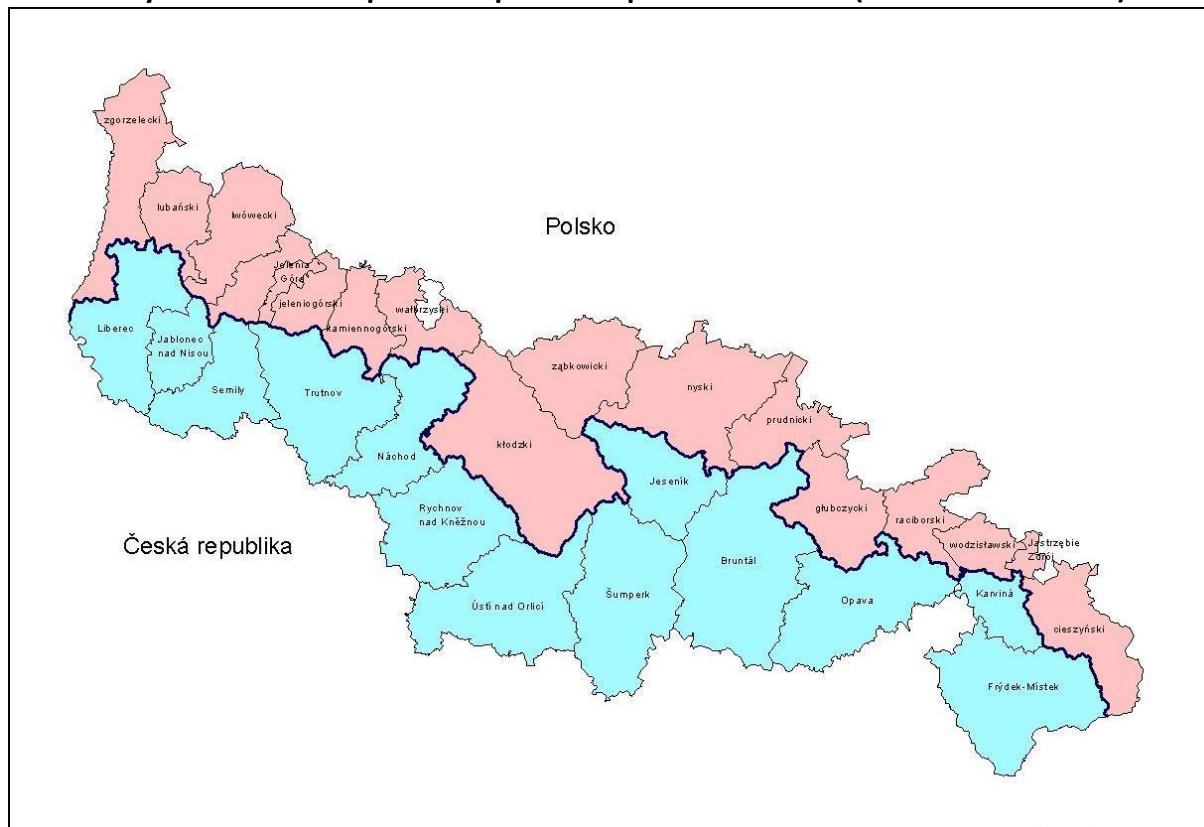 Polsko
Česká republika
zgorzelecki
lubański
lwówecki
Jelenia
Góra
jeleniogórski
kamiennogórski
wałbrzyski
ząbkowicki
nyski
prudnicki
kłodzki
głubczycki
raciborski
wodzisławski
Jastrzębie
Zdrój
cieszyński
Liberec
Jablonec
nad Nisou
Semily
Trutnov
Náchod
Rychnov
nad Kněžnou
Ústí nad Orlicí
Šumperk
Jeseník
Bruntál
Opava
Karviná
Frýdek-Místek